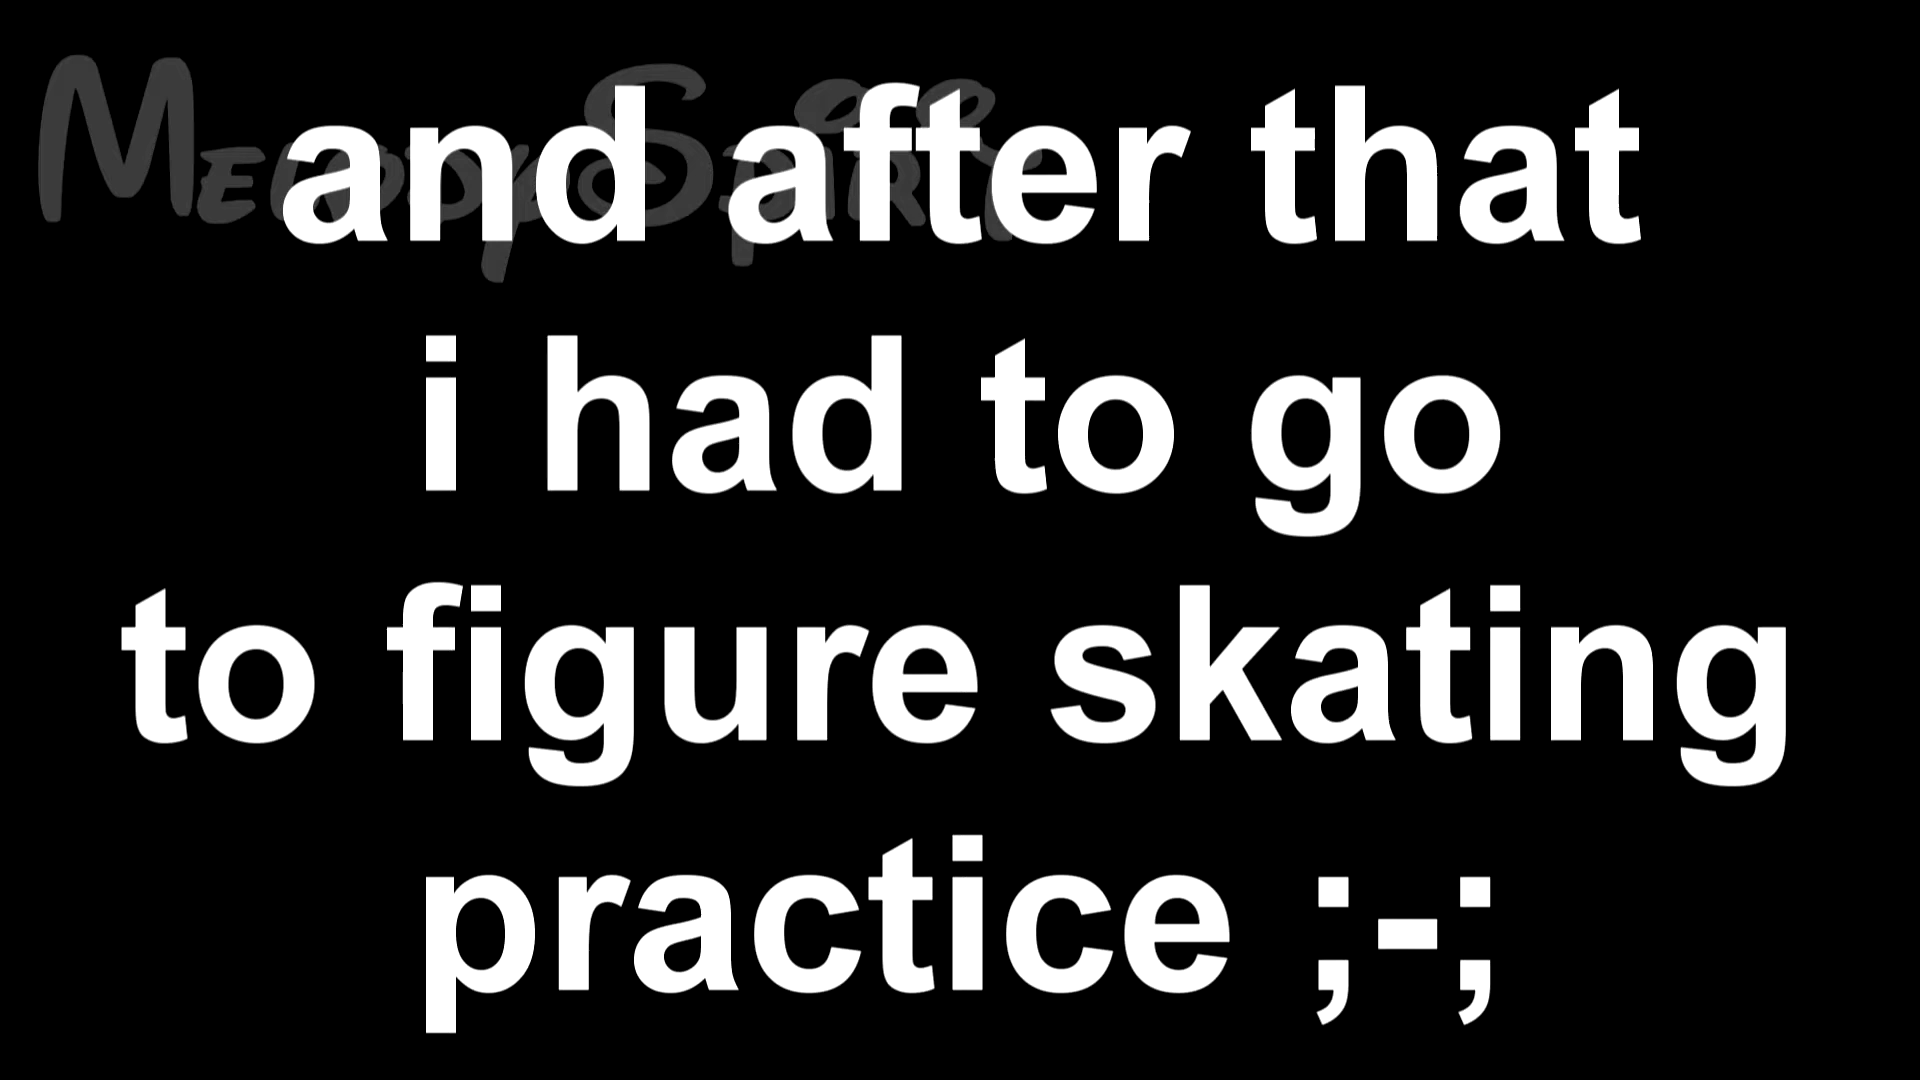 and after that
i had to go
to figure skating
practice ;-;